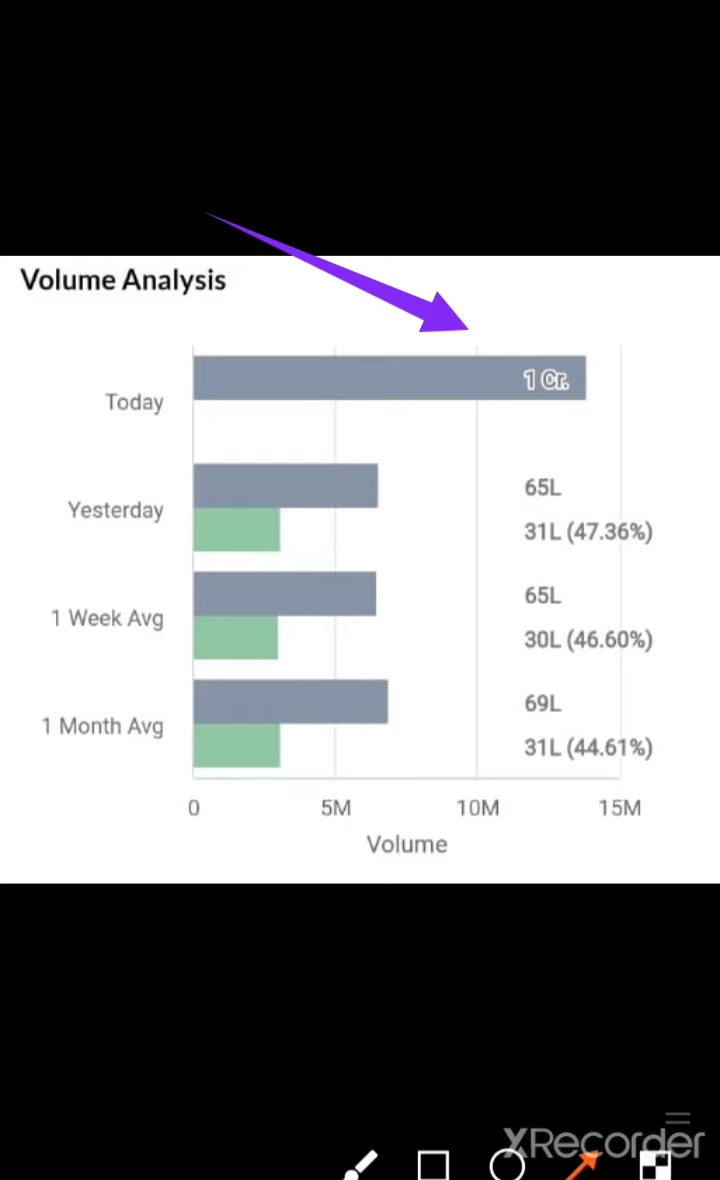 Volume Analysis
Today
1 Cr.
Yesterday
65L
31L (47.36%)
1 Week Avg
65L
30L (46.60%)
1 Month Avg
69L
31L (44.61%)
0 5M 10M 15M
Volume
XRecorder